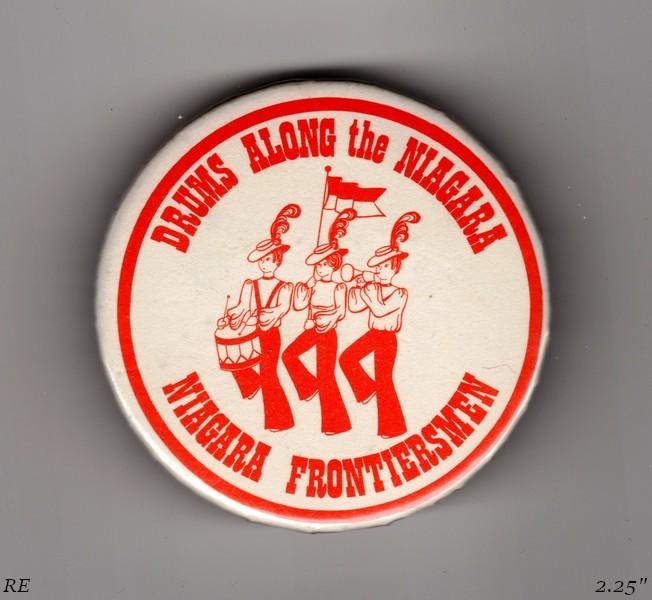 DRUMS ALONG the NIAGARA
NIAGARA FRONTIERSMEN
RE
2.25"